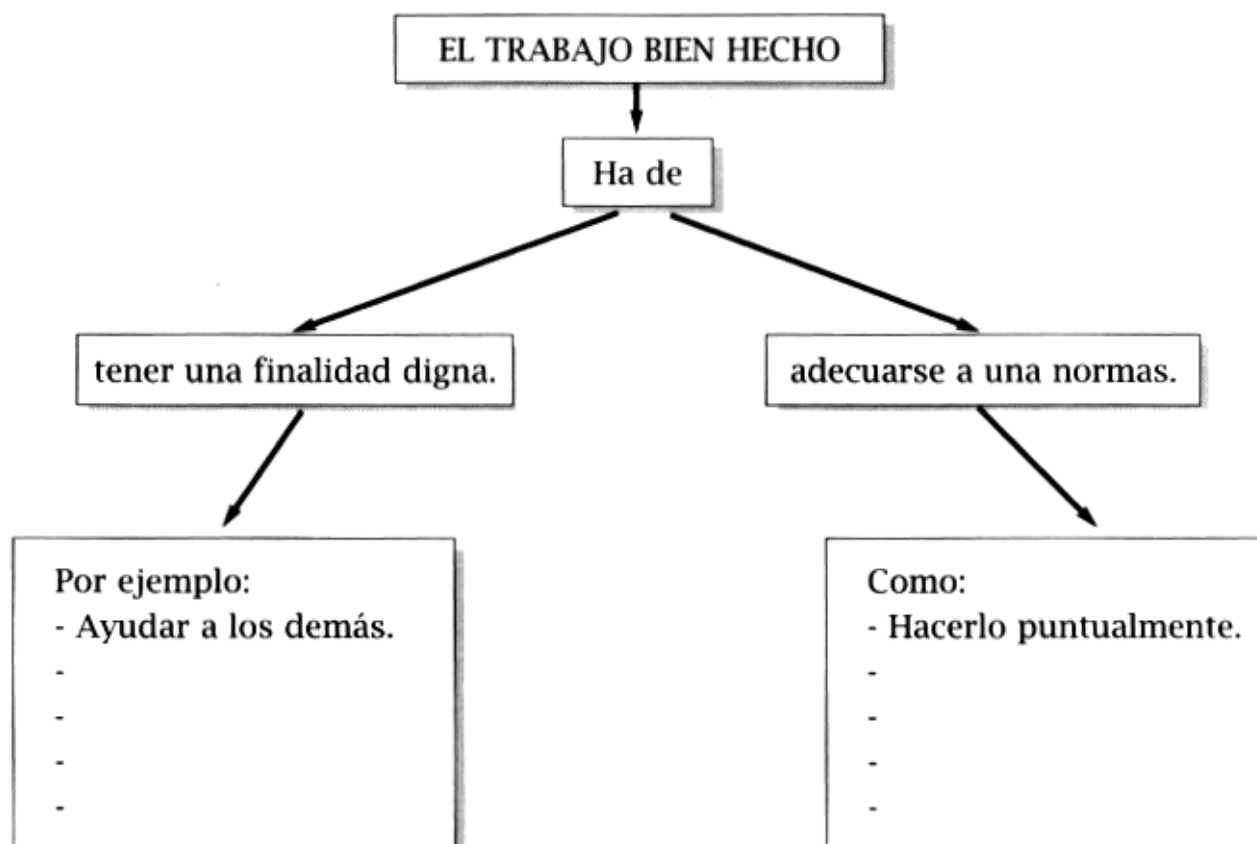 EL TRABAJO BIEN HECHO
Ha de
tener una finalidad digna.
adecuarse a una normas.
Por ejemplo:
- Ayudar a los demás.
-
-
-
-
Como:
- Hacerlo puntualmente.
-
-
-
-